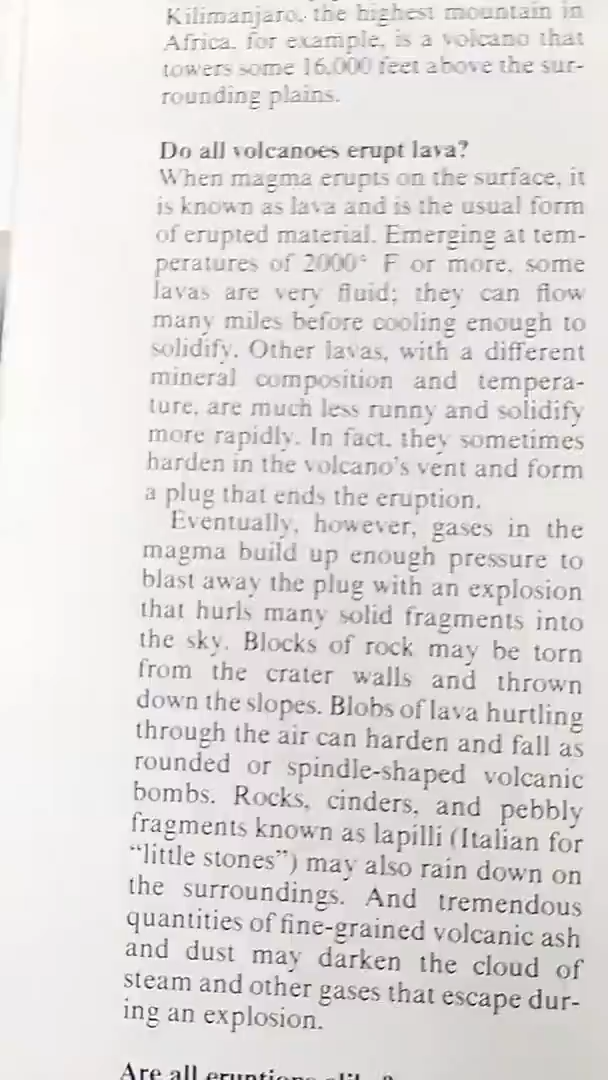 Kilimanjaro, the highest mountain in
Africa, for example, is a volcano that
towers some 16,000 feet above the sur-
rounding plains.
Do all volcanoes erupt lava?
When magma erupts on the surface, it
is known as lava and is the usual form
of erupted material. Emerging at tem-
peratures of 2000° F or more, some
lavas are very fluid; they can flow
many miles before cooling enough to
solidify. Other lavas, with a different
mineral composition and tempera-
ture, are much less runny and solidify
more rapidly. In fact, they sometimes
harden in the volcano's vent and form
a plug that ends the eruption.
Eventually, however, gases in the
magma build up enough pressure to
blast away the plug with an explosion
that hurls many solid fragments into
the sky. Blocks of rock may be torn
from the crater walls and thrown
down the slopes. Blobs of lava hurtling
through the air can harden and fall as
rounded or spindle-shaped volcanic
bombs. Rocks, cinders, and pebbly
fragments known as lapilli (Italian for
“little stones”) may also rain down on
the surroundings. And tremendous
quantities of fine-grained volcanic ash
and dust may darken the cloud of
steam and other gases that escape dur-
ing an explosion.
Are all eruptions alike?